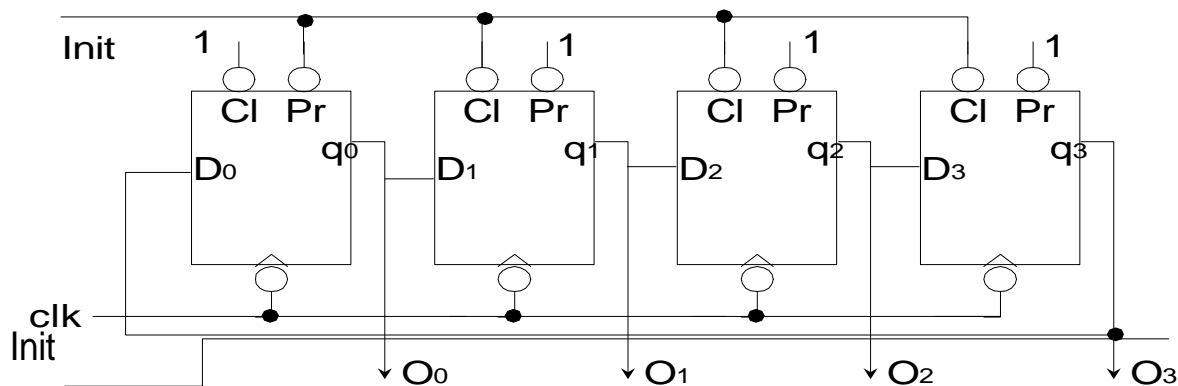 Init 1 1 1 1
Cl Pr Cl Pr Cl Pr Cl Pr
q0 q1 q2 q3
D0 D1 D2 D3
clk
Init
O0 O1 O2 O3